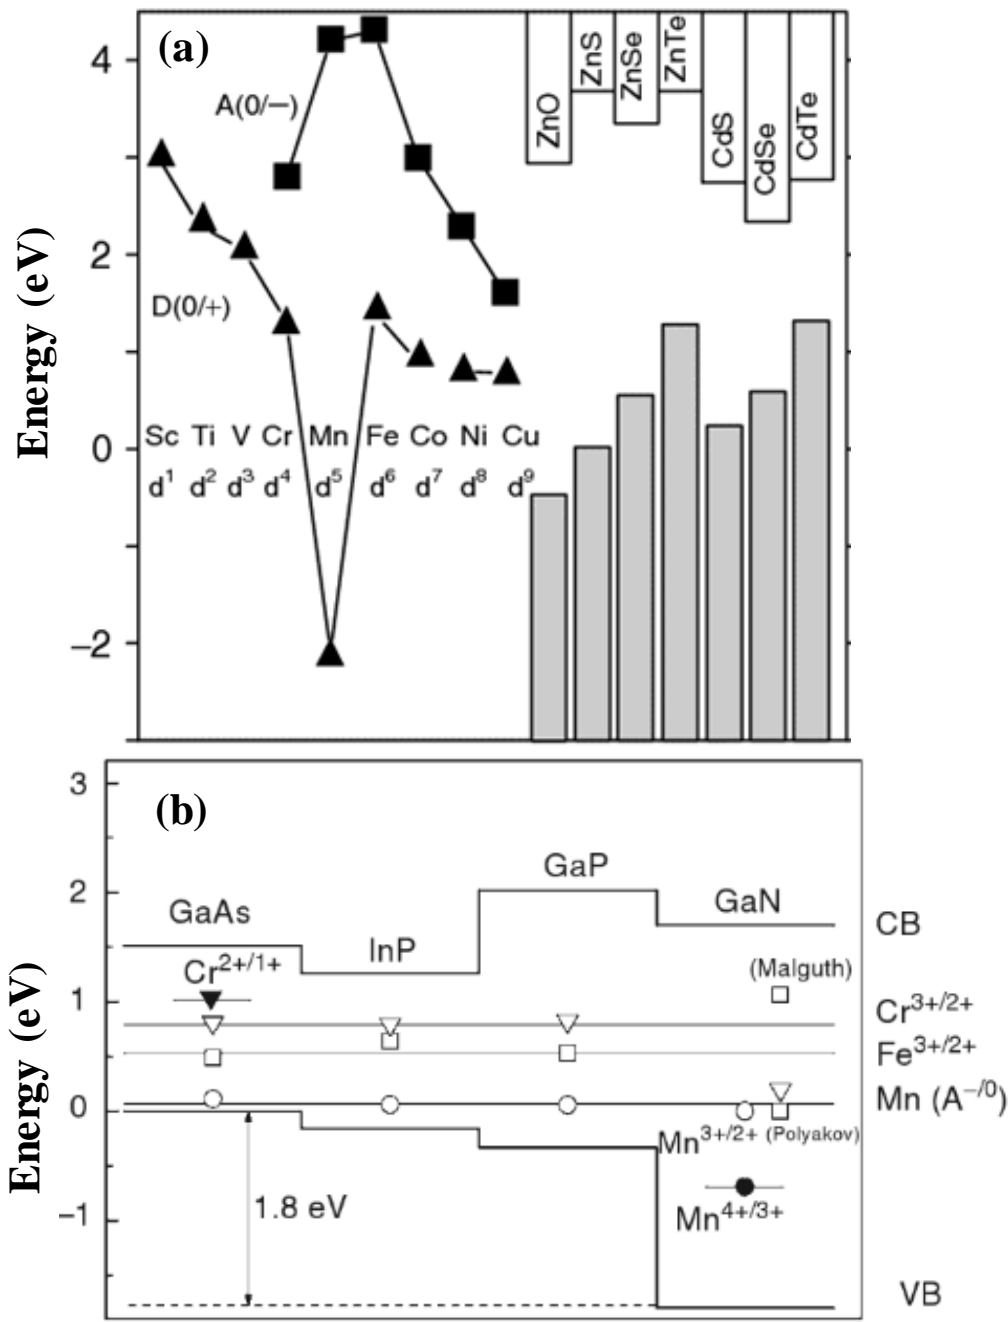 (a)
4
2
0
−2
Energy (eV)
A(0/−)
D(0/+)
Sc Ti V Cr Mn Fe Co Ni Cu
d¹ d² d³ d⁴ d⁵ d⁶ d⁷ d⁸ d⁹
ZnO
ZnS
ZnSe
ZnTe
CdS
CdSe
CdTe
(b)
3
2
1
0
−1
Energy (eV)
GaAs
InP
GaP
GaN
CB
Cr²⁺/¹⁺
(Malguth)
Cr³⁺/²⁺
Fe³⁺/²⁺
Mn (A⁻/⁰)
Mn³⁺/²⁺ (Polyakov)
1.8 eV
Mn⁴⁺/³⁺
VB